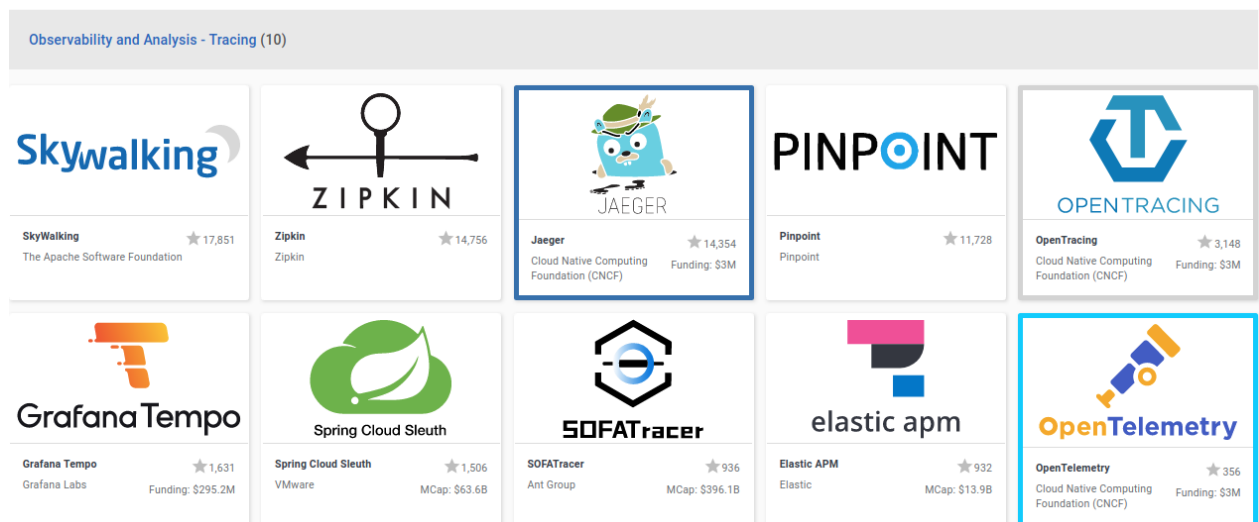 Observability and Analysis - Tracing (10)
Skywalking
SkyWalking
17,851
The Apache Software Foundation
ZIPKIN
Zipkin
14,756
Zipkin
JAEGER
Jaeger
14,354
Cloud Native Computing
Foundation (CNCF)
Funding: $3M
PINPOINT
Pinpoint
11,728
Pinpoint
OPENTRACING
OpenTracing
3,148
Cloud Native Computing
Foundation (CNCF)
Funding: $3M
Grafana Tempo
Grafana Tempo
1,631
Grafana Labs
Funding: $295.2M
Spring Cloud Sleuth
Spring Cloud Sleuth
1,506
VMware
MCap: $63.6B
SOFATracer
SOFATracer
936
Ant Group
MCap: $396.1B
elastic apm
Elastic APM
932
Elastic
MCap: $13.9B
OpenTelemetry
OpenTelemetry
356
Cloud Native Computing
Foundation (CNCF)
Funding: $3M